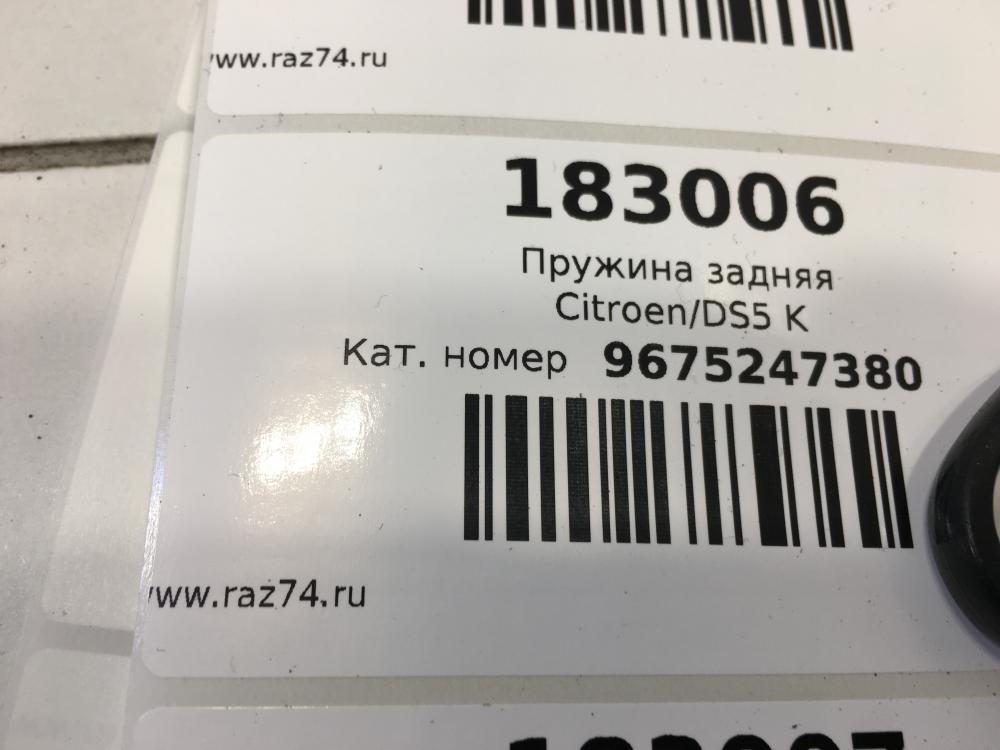 www.raz74.ru
183006
Пружина задняя
Citroen/DS5 K
Кат. номер 9675247380
www.raz74.ru